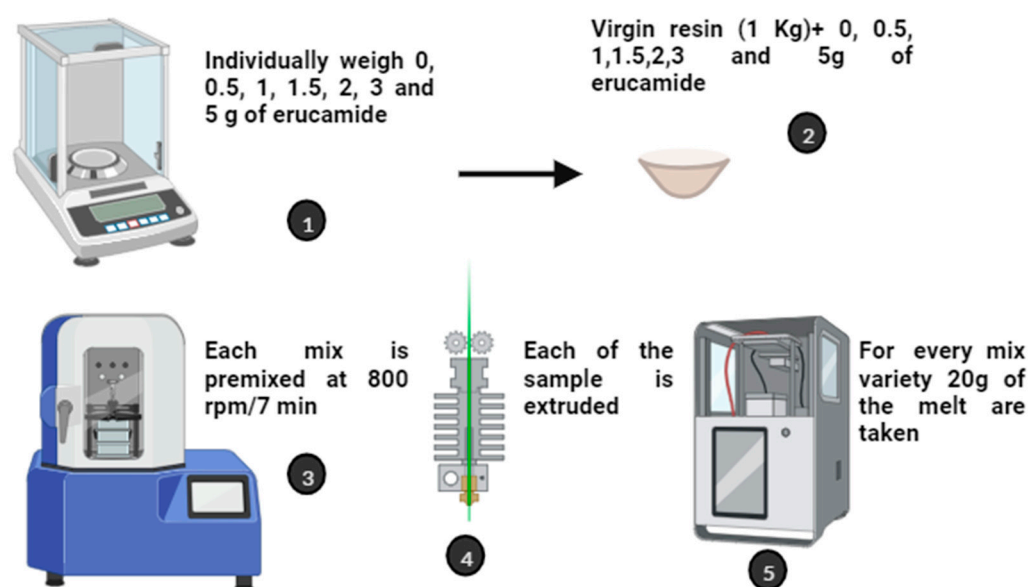 Individually weigh 0,
0.5, 1, 1.5, 2, 3 and
5 g of erucamide
1
Virgin resin (1 Kg)+ 0, 0.5,
1,1.5,2,3 and 5g of
erucamide
2
Each mix is
premixed at 800
rpm/7 min
3
Each of the
sample is
extruded
4
For every mix
variety 20g of
the melt are
taken
5